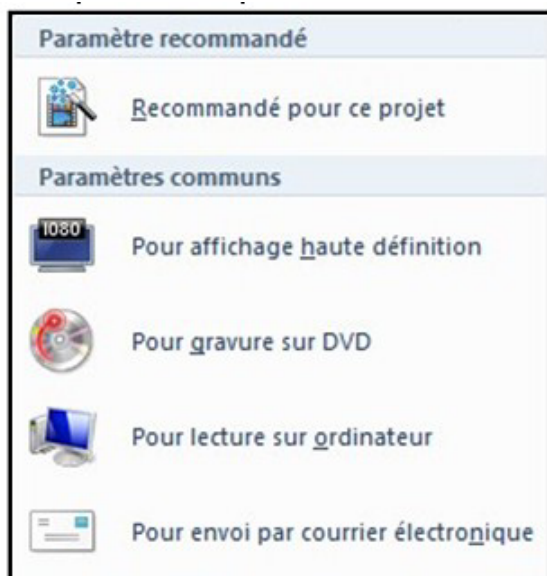 Paramètre recommandé
Recommandé pour ce projet
Paramètres communs
1080
Pour affichage haute définition
Pour gravure sur DVD
Pour lecture sur ordinateur
Pour envoi par courrier électronique